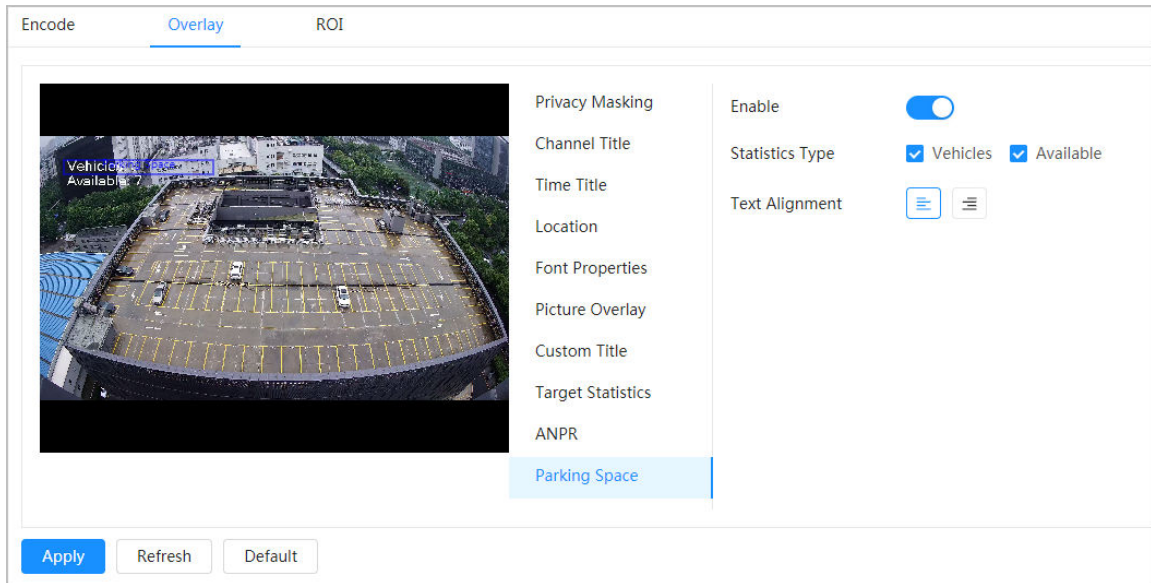 Encode Overlay ROI
Available: 7
Privacy Masking
Channel Title
Time Title
Location
Font Properties
Picture Overlay
Custom Title
Target Statistics
ANPR
Parking Space
Enable
Statistics Type Vehicles Available
Text Alignment
Apply Refresh Default